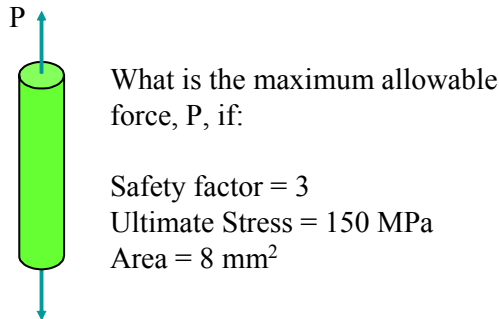 P
What is the maximum allowable
force, P, if:
Safety factor = 3
Ultimate Stress = 150 MPa
Area = 8 mm²